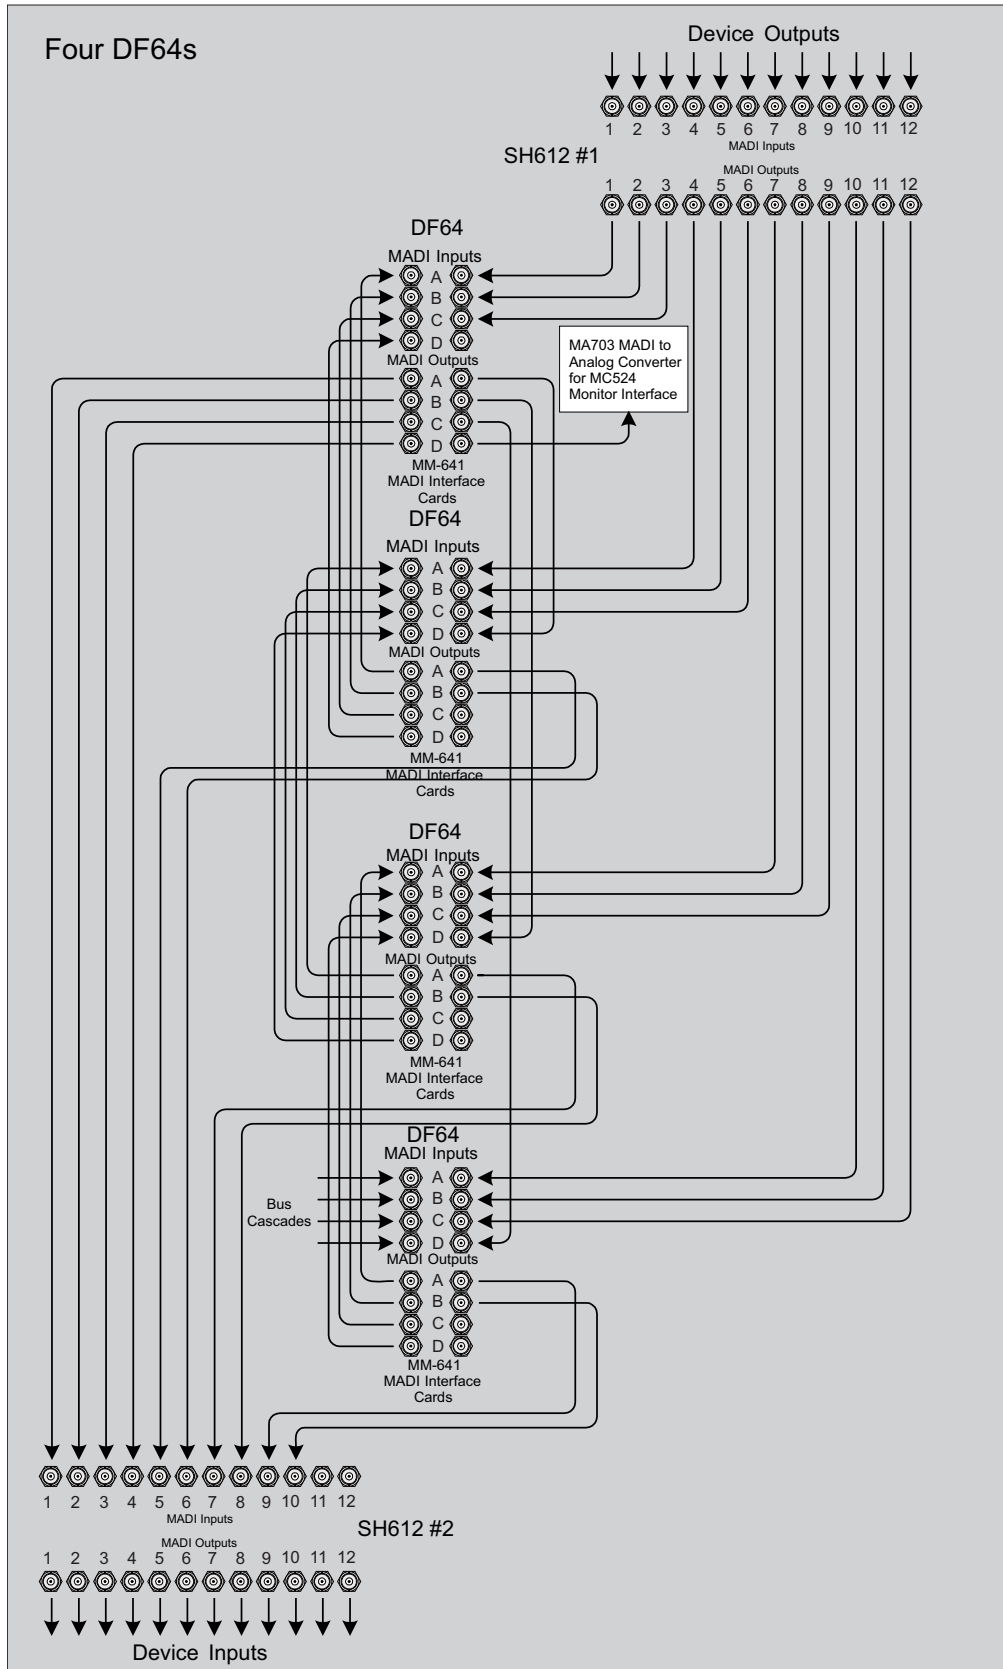 Four DF64s
Device Outputs
1 2 3 4 5 6 7 8 9 10 11 12
MADI Inputs
SH612 #1
MADI Outputs
1 2 3 4 5 6 7 8 9 10 11 12
DF64
MADI Inputs
A
B
C
D
MADI Outputs
A
B
C
D
MM-641
MADI Interface
Cards
MA703 MADI to
Analog Converter
for MC524
Monitor Interface
DF64
MADI Inputs
A
B
C
D
MADI Outputs
A
B
C
D
MM-641
MADI Interface
Cards
DF64
MADI Inputs
A
B
C
D
MADI Outputs
A
B
C
D
MM-641
MADI Interface
Cards
DF64
MADI Inputs
A
B
C
D
Bus
Cascades
MADI Outputs
A
B
C
D
MM-641
MADI Interface
Cards
1 2 3 4 5 6 7 8 9 10 11 12
MADI Inputs
SH612 #2
MADI Outputs
1 2 3 4 5 6 7 8 9 10 11 12
Device Inputs